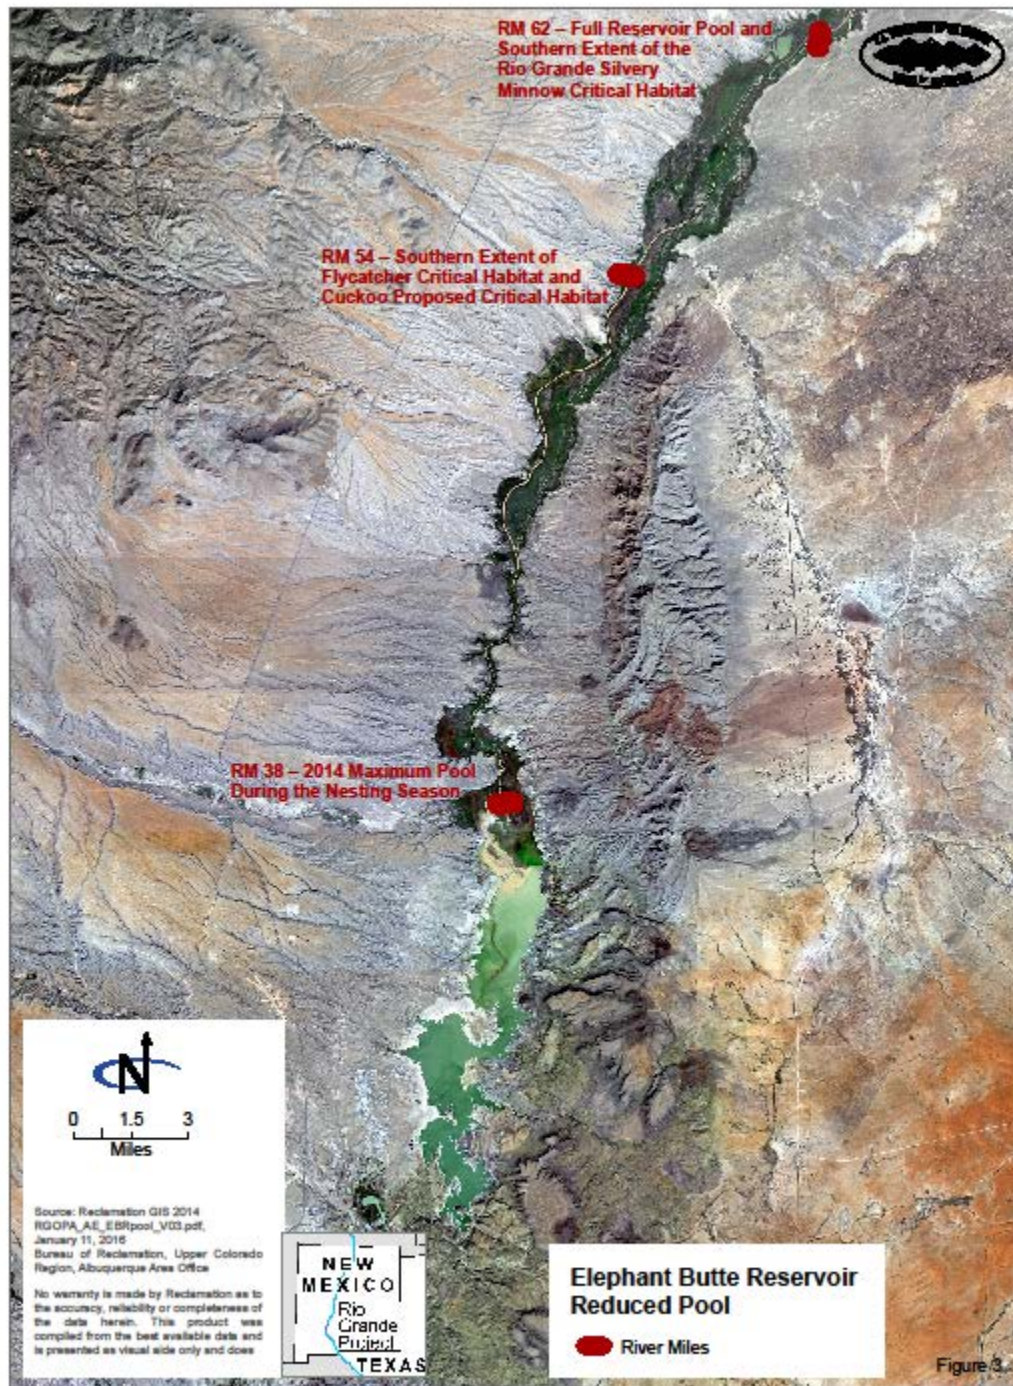 RM 62 – Full Reservoir Pool and
Southern Extent of the
Rio Grande Silvery
Minnow Critical Habitat
RM 54 – Southern Extent of
Flycatcher Critical Habitat and
Cuckoo Proposed Critical Habitat
RM 38 – 2014 Maximum Pool
During the Nesting Season
N
0 1.5 3
Miles
Source: Reclamation GIS 2014
RGOPA_AE_EBRpool_V03.pdf,
January 11, 2016
Bureau of Reclamation, Upper Colorado
Region, Albuquerque Area Office
No warranty is made by Reclamation as to
the accuracy, reliability or completeness of
the data herein. This product was
compiled from the best available data and
is presented as visual aide only and does
NEW
MEXICO
Rio
Grande
Project
TEXAS
Elephant Butte Reservoir
Reduced Pool
River Miles
Figure 3